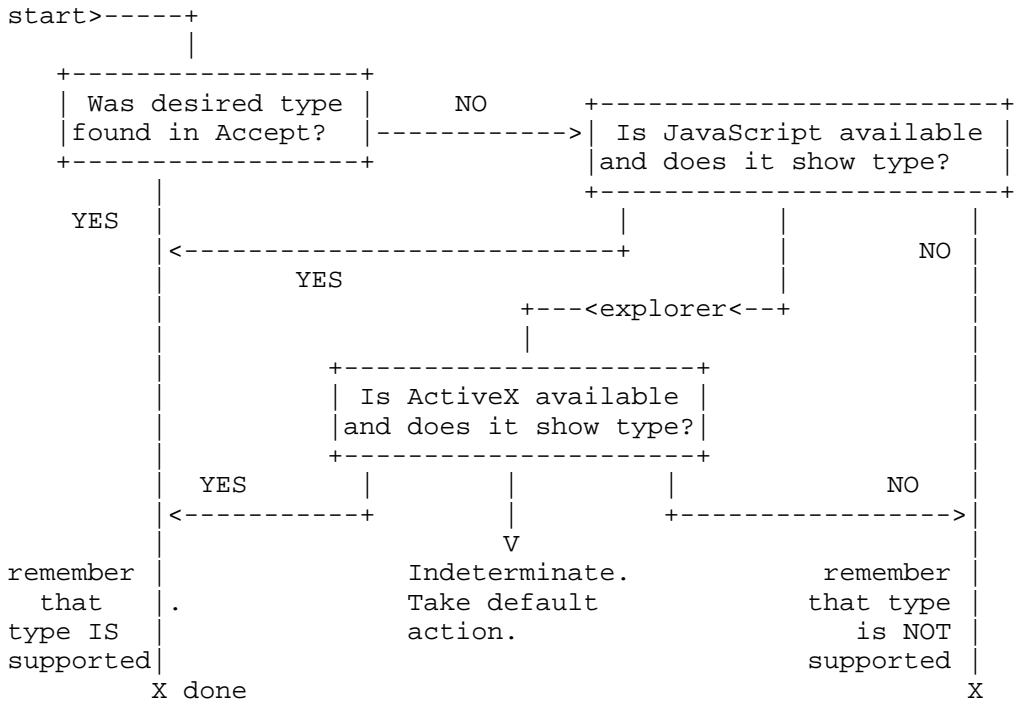 start>-----+
|
+------------------+
| Was desired type |     NO      +-------------------------+
|found in Accept?  |------------>| Is JavaScript available |
+------------------+             |and does it show type?   |
|                          +-------------------------+
YES  |                            |         |           |
|<---------------------------+         |        NO |
|        YES                           |           |
|                      +---<explorer<--+           |
|                      |                           |
|          +----------------------+                |
|          | Is ActiveX available |                |
|          |and does it show type?|                |
|          +----------------------+                |
|  YES       |        |         |             NO   |
|<-----------+        |         +----------------->|
|                     V                            |
remember |               Indeterminate.            remember |
that  |.              Take default             that type |
type IS  |               action.                     is NOT |
supported|                                        supported |
X done                                             X